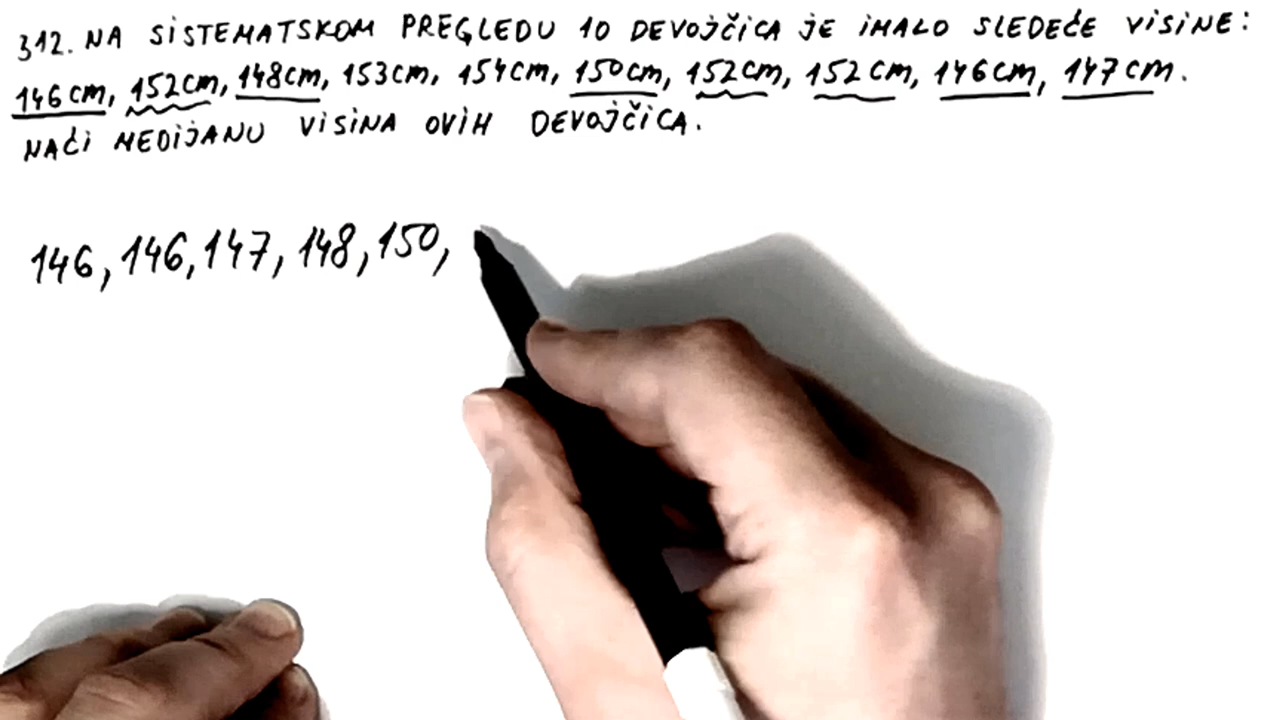 312. NA SISTEMATSKOM PREGLEDU 10 DEVOJČICA JE IMALO SLEDEĆE VISINE:
146cm, 152cm, 148cm, 153cm, 154cm, 150cm, 152cm, 152cm, 146cm, 147cm.
NAĆI MEDIJANU VISINA OVIH DEVOJČICA.
146, 146, 147, 148, 150,